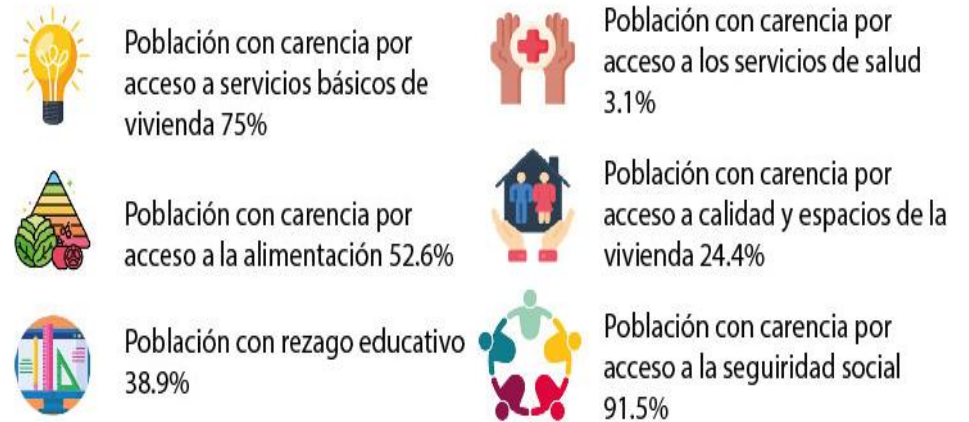 Población con carencia por
acceso a servicios básicos de
vivienda 75%
Población con carencia por
acceso a la alimentación 52.6%
Población con rezago educativo
38.9%
Población con carencia por
acceso a los servicios de salud
3.1%
Población con carencia por
acceso a calidad y espacios de la
vivienda 24.4%
Población con carencia por
acceso a la seguiridad social
91.5%